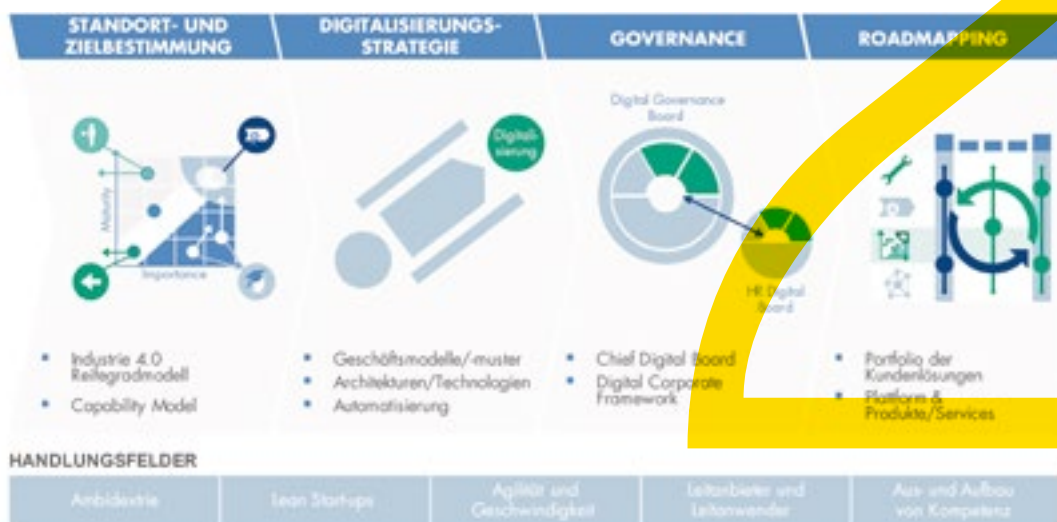 STANDORT- UND
ZIELBESTIMMUNG
DIGITALISIERUNGS-
STRATEGIE
GOVERNANCE
ROADMAPPING
Maturity
Importance
Digitali-
sierung
Digital Governance
Board
HR Digital
Board
• Industrie 4.0
Reifegradmodell
• Capability Model
• Geschäftsmodelle/-muster
• Architekturen/Technologien
• Automatisierung
• Chief Digital Board
• Digital Corporate
Framework
• Portfolio der
Kundenlösungen
• Plattform &
Produkte/Services
HANDLUNGSFELDER
Ambidextrie
Lean Start-ups
Agilität und
Geschwindigkeit
Leitanbieter und
Leitanwender
Aus- und Aufbau
von Kompetenz